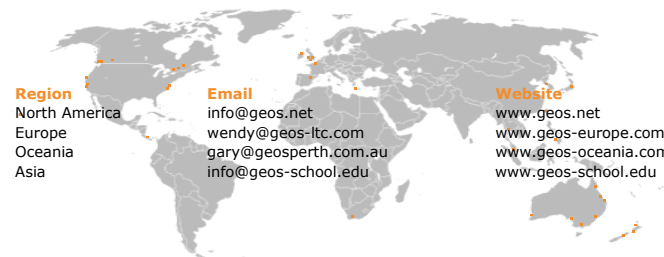 Region Email Website
North America info@geos.net www.geos.net
Europe wendy@geos-ltc.com www.geos-europe.com
Oceania gary@geosperth.com.au www.geos-oceania.com
Asia info@geos-school.edu www.geos-school.edu